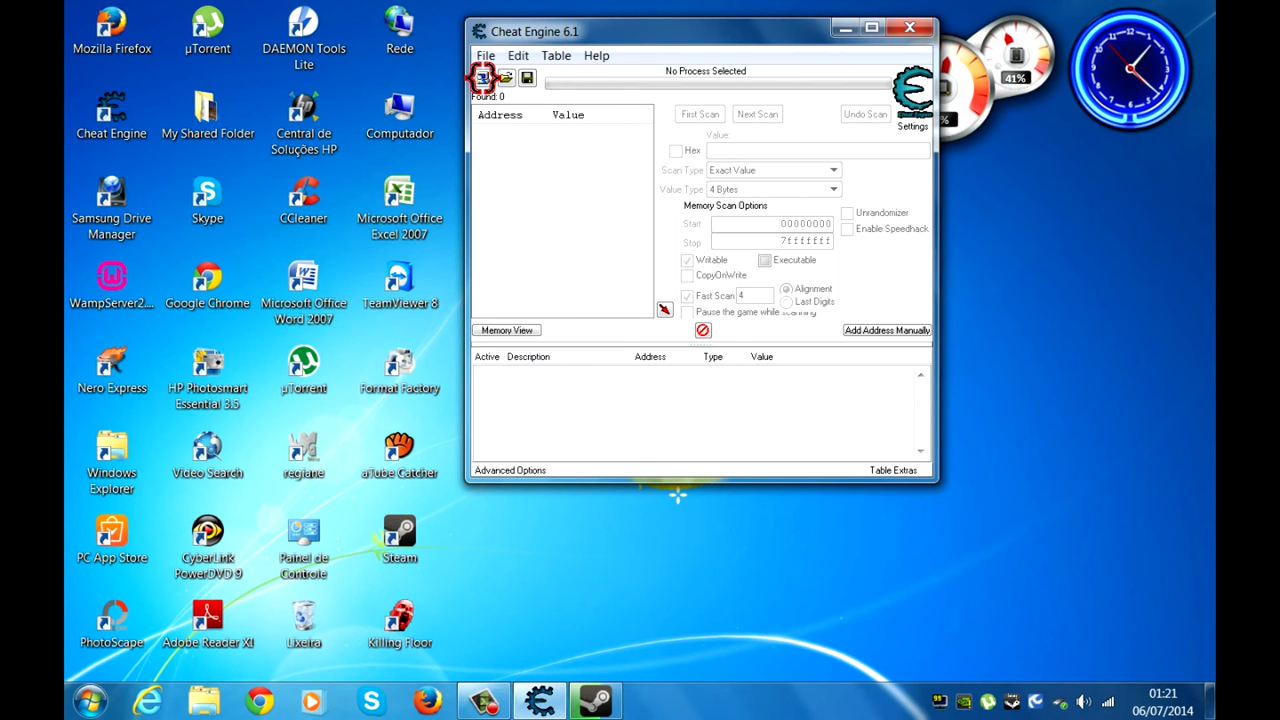 Mozilla Firefox
µTorrent
DAEMON Tools
Lite
Rede
Cheat Engine
My Shared Folder
Central de
Soluções HP
Computador
Samsung Drive
Manager
Skype
CCleaner
Microsoft Office
Excel 2007
WampServer2....
Google Chrome
Microsoft Office
Word 2007
TeamViewer 8
Nero Express
HP Photosmart
Essential 3.5
µTorrent
Format Factory
Windows
Explorer
Video Search
regiane
aTube Catcher
PC App Store
CyberLink
PowerDVD 9
Painel de
Controle
Steam
PhotoScape
Adobe Reader XI
Lixeira
Killing Floor
Cheat Engine 6.1
File Edit Table Help
No Process Selected
Found: 0
Address Value
First Scan Next Scan Undo Scan
Cheat Engine
Settings
Value:
Hex
Scan Type Exact Value
Value Type 4 Bytes
Memory Scan Options
Start 00000000
Stop 7fffffff
Unrandomizer
Enable Speedhack
Writable Executable
CopyOnWrite
Fast Scan 4
Alignment
Last Digits
Pause the game while scanning
Memory View
Add Address Manually
Active Description Address Type Value
Advanced Options
Table Extras
41%
%
01:21
06/07/2014